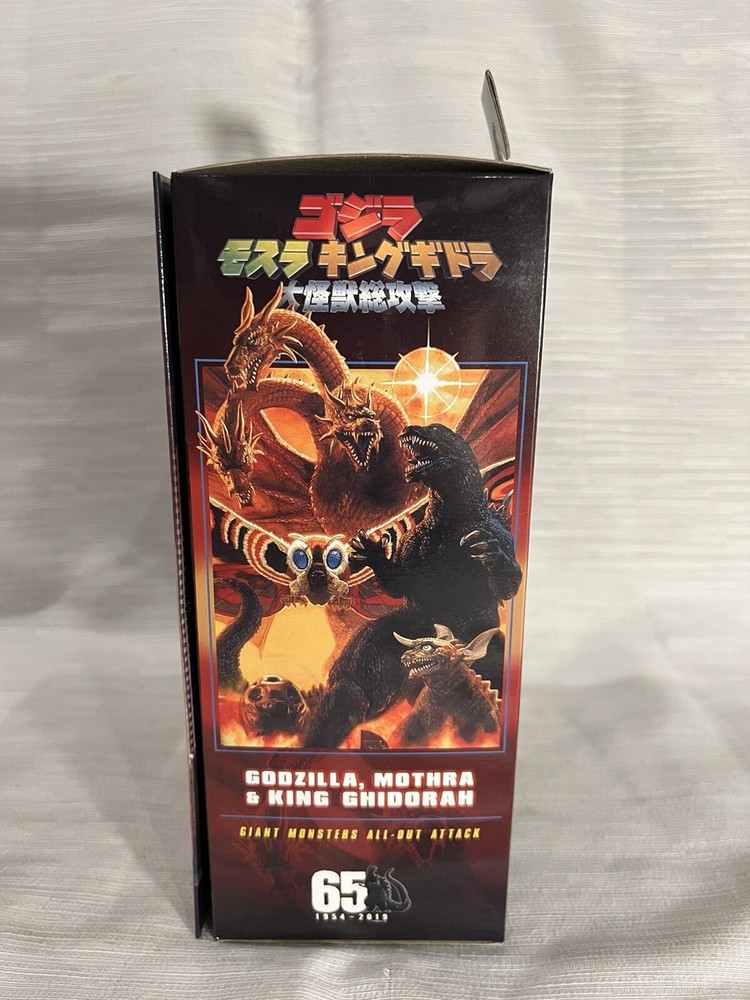 ゴジラ
モスラ キングギドラ
大怪獣総攻撃
GODZILLA, MOTHRA
& KING GHIDORAH
GIANT MONSTERS ALL-OUT ATTACK
65
1954-2019